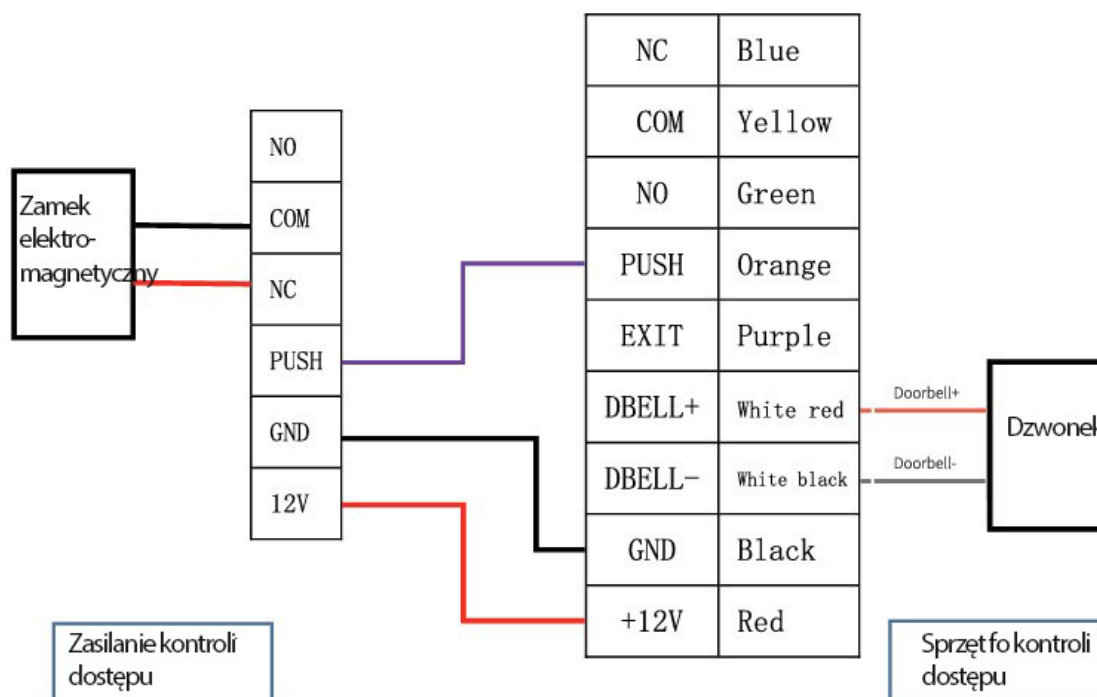 Zamek
elektro-
magnetyczny
NO
COM
NC
PUSH
GND
12V
NC Blue
COM Yellow
NO Green
PUSH Orange
EXIT Purple
DBELL+ White red
DBELL- White black
GND Black
+12V Red
Doorbell+
Doorbell-
Dzwonek
Zasilanie kontroli
dostępu
Sprzęt fo kontroli
dostępu